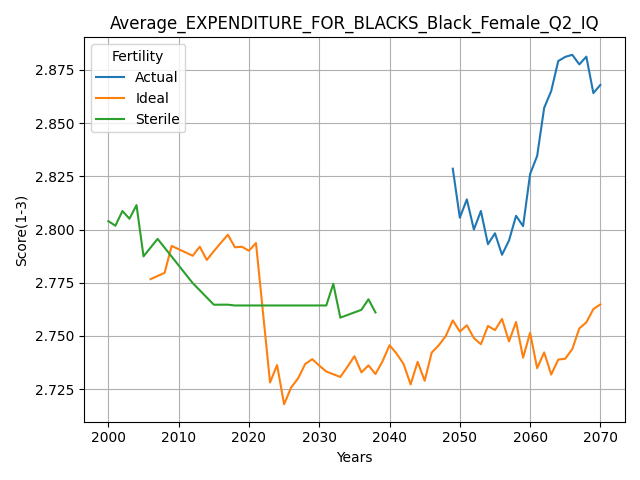 Average_EXPENDITURE_FOR_BLACKS_Black_Female_Q2_IQ
Fertility
Actual
Ideal
Sterile
Score(1-3)
2.875
2.850
2.825
2.800
2.775
2.750
2.725
2000 2010 2020 2030 2040 2050 2060 2070
Years